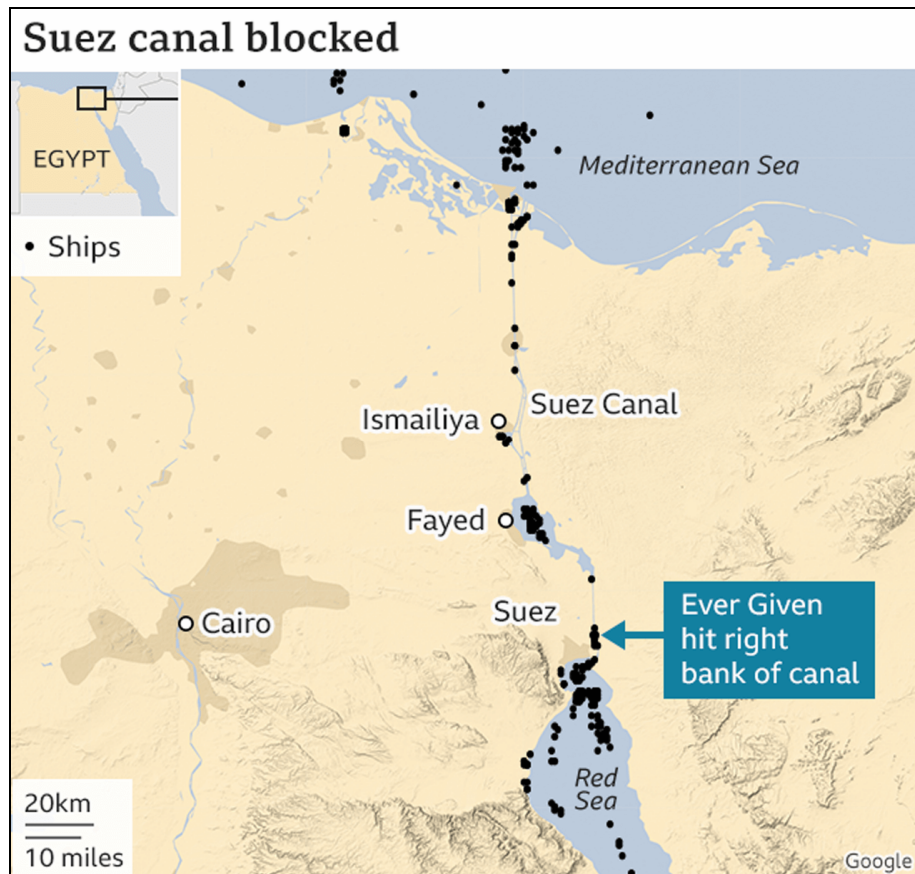 Suez canal blocked
EGYPT
Ships
Mediterranean Sea
Suez Canal
Ismailiya
Fayed
Suez
Cairo
Ever Given
hit right
bank of canal
Red
Sea
20km
10 miles
Google